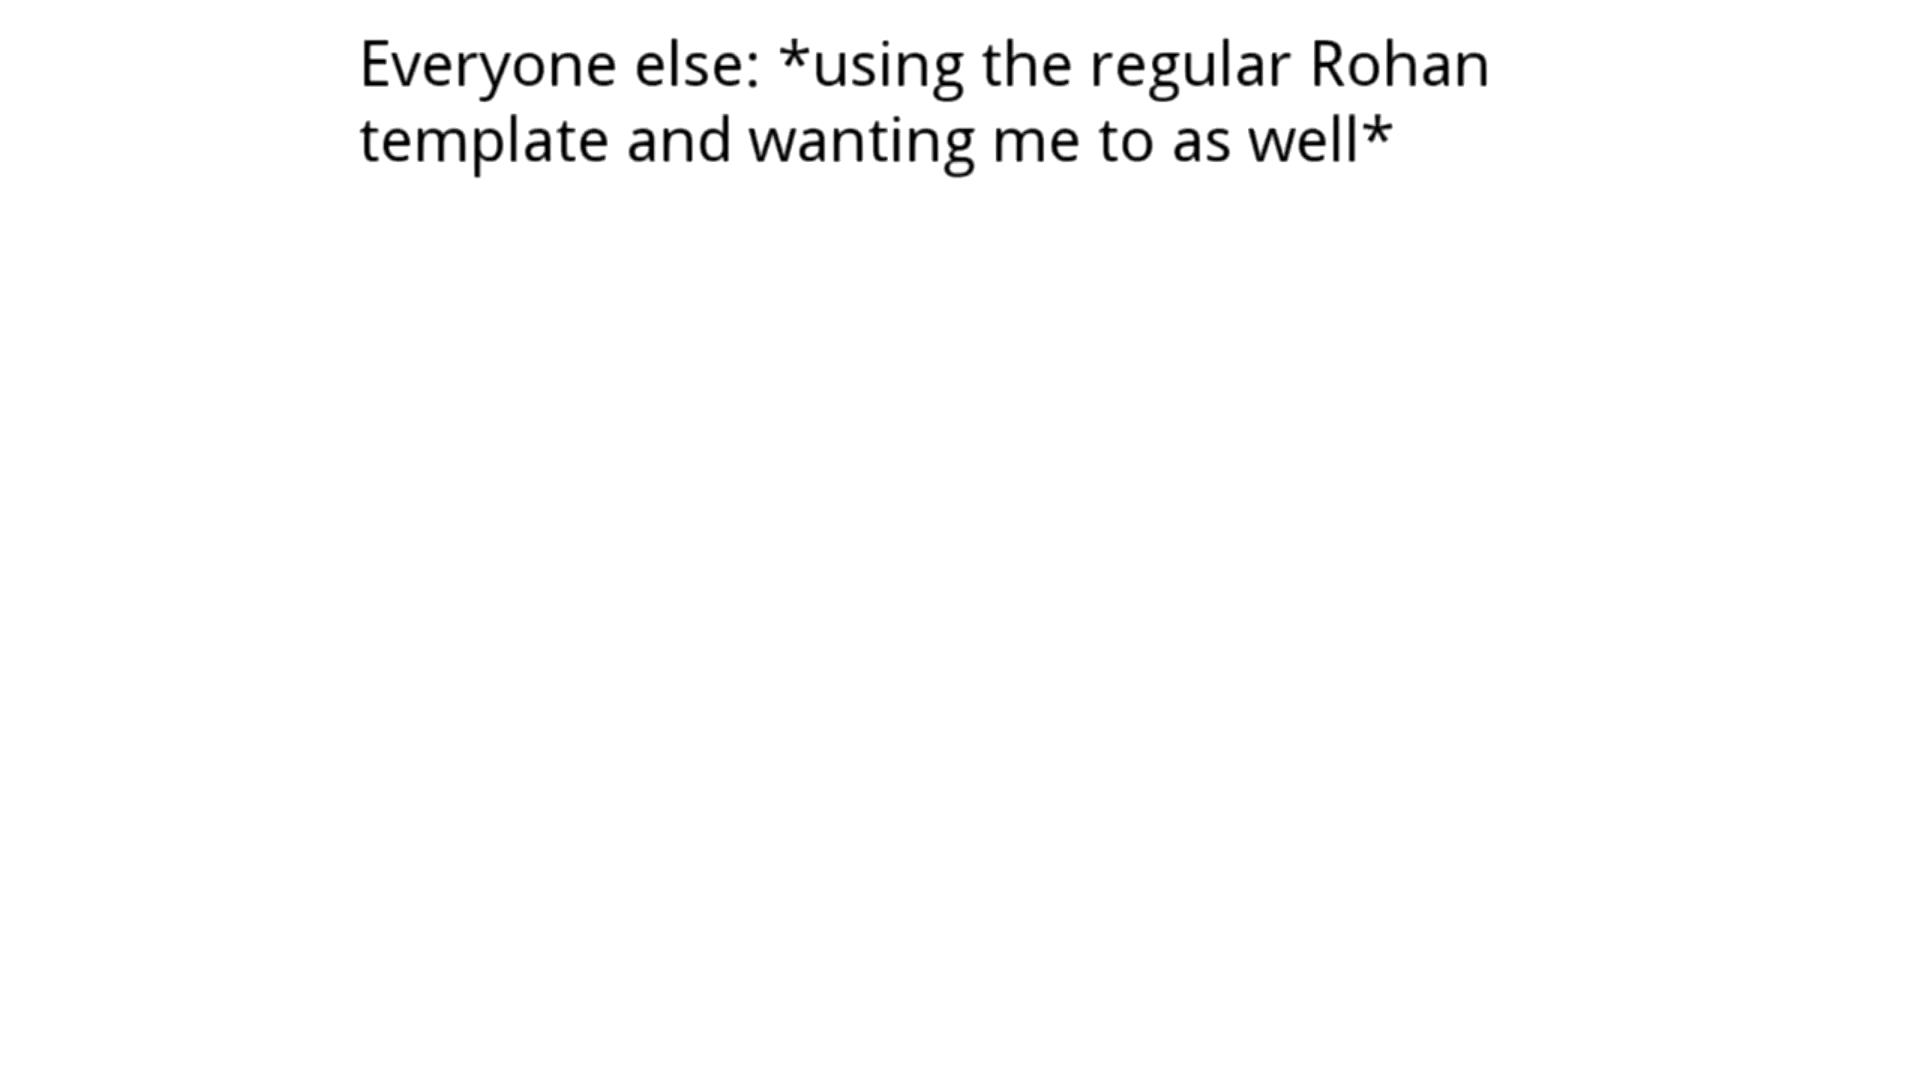 Everyone else: *using the regular Rohan
template and wanting me to as well*